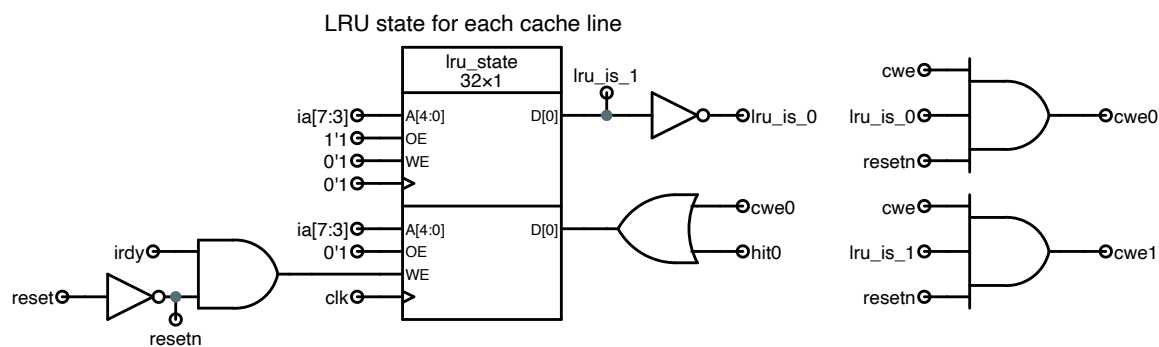 LRU state for each cache line
lru_state
32×1
lru_is_1
ia[7:3]
A[4:0]
D[0]
lru_is_0
1'1
OE
0'1
WE
0'1
ia[7:3]
A[4:0]
D[0]
cwe0
0'1
OE
hit0
irdy
WE
clk
reset
resetn
cwe
lru_is_0
cwe0
resetn
cwe
lru_is_1
cwe1
resetn